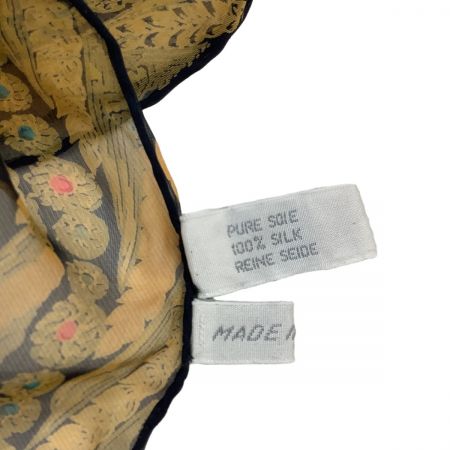 PURE SOIE
100% SILK
REINE SEIDE
MADE